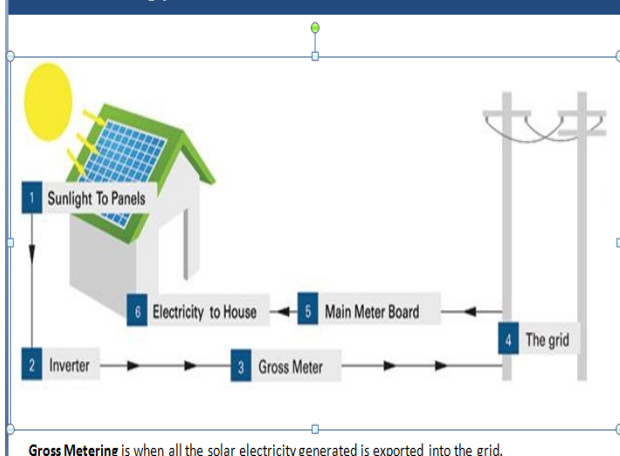 1 Sunlight To Panels
6 Electricity to House
5 Main Meter Board
4 The grid
2 Inverter
3 Gross Meter
Gross Metering is when all the solar electricity generated is exported into the grid.